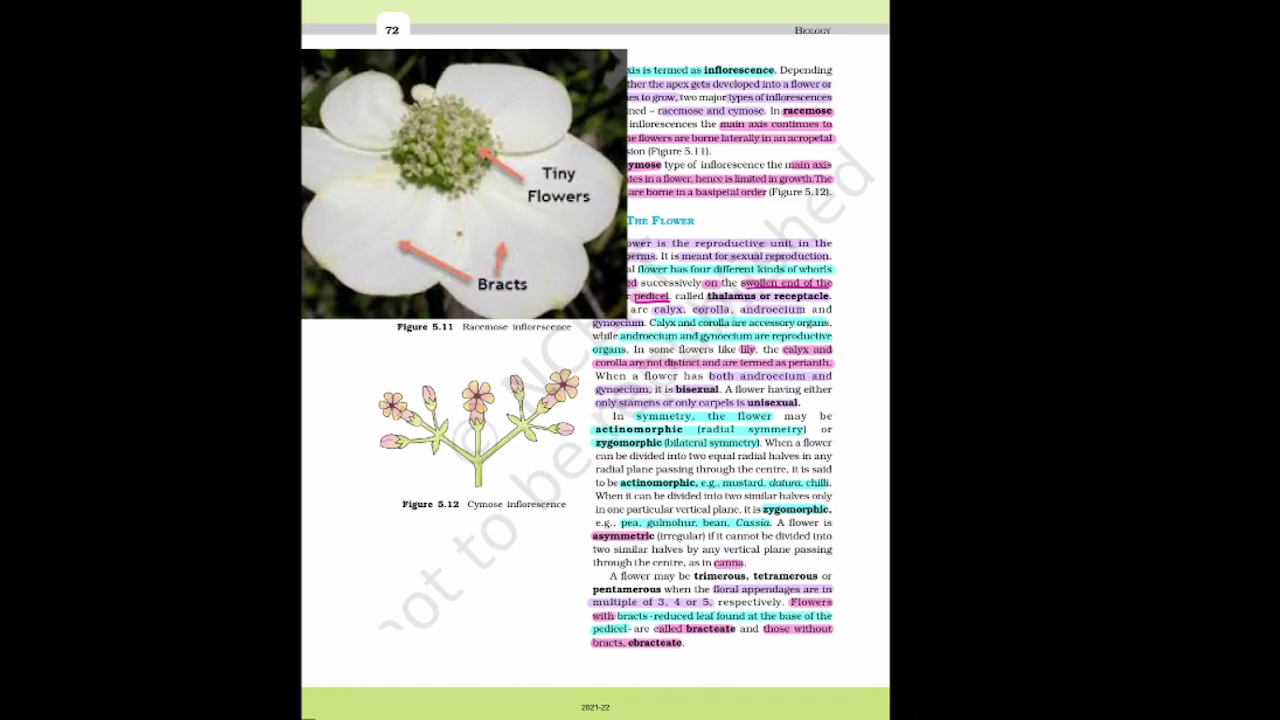 72
BIOLOGY
Tiny
Flowers
Bracts
Figure 5.11 Racemose inflorescence
Figure 5.12 Cymose inflorescence
xis is termed as inflorescence. Depending
ther the apex gets developed into a flower or
es to grow, two major types of inflorescences
ned – racemose and cymose. In racemose
inflorescences the main axis continues to
e flowers are borne laterally in an acropetal
sion (Figure 5.11).
ymose type of inflorescence the main axis
tes in a flower, hence is limited in growth.The
are borne in a basipetal order (Figure 5.12).
THE FLOWER
ower is the reproductive unit in the
perms. It is meant for sexual reproduction.
al flower has four different kinds of whorls
ed successively on the swollen end of the
r pedicel, called thalamus or receptacle.
are calyx, corolla, androecium and
gynoecium. Calyx and corolla are accessory organs,
while androecium and gynoecium are reproductive
organs. In some flowers like lily, the calyx and
corolla are not distinct and are termed as perianth.
When a flower has both androecium and
gynoecium, it is bisexual. A flower having either
only stamens or only carpels is unisexual.
In symmetry, the flower may be
actinomorphic (radial symmetry) or
zygomorphic (bilateral symmetry). When a flower
can be divided into two equal radial halves in any
radial plane passing through the centre, it is said
to be actinomorphic, e.g., mustard, datura, chilli.
When it can be divided into two similar halves only
in one particular vertical plane, it is zygomorphic,
e.g., pea, gulmohur, bean, Cassia. A flower is
asymmetric (irregular) if it cannot be divided into
two similar halves by any vertical plane passing
through the centre, as in canna.
A flower may be trimerous, tetramerous or
pentamerous when the floral appendages are in
multiple of 3, 4 or 5, respectively. Flowers
with bracts -reduced leaf found at the base of the
pedicel - are called bracteate and those without
bracts, ebracteate.
2021-22